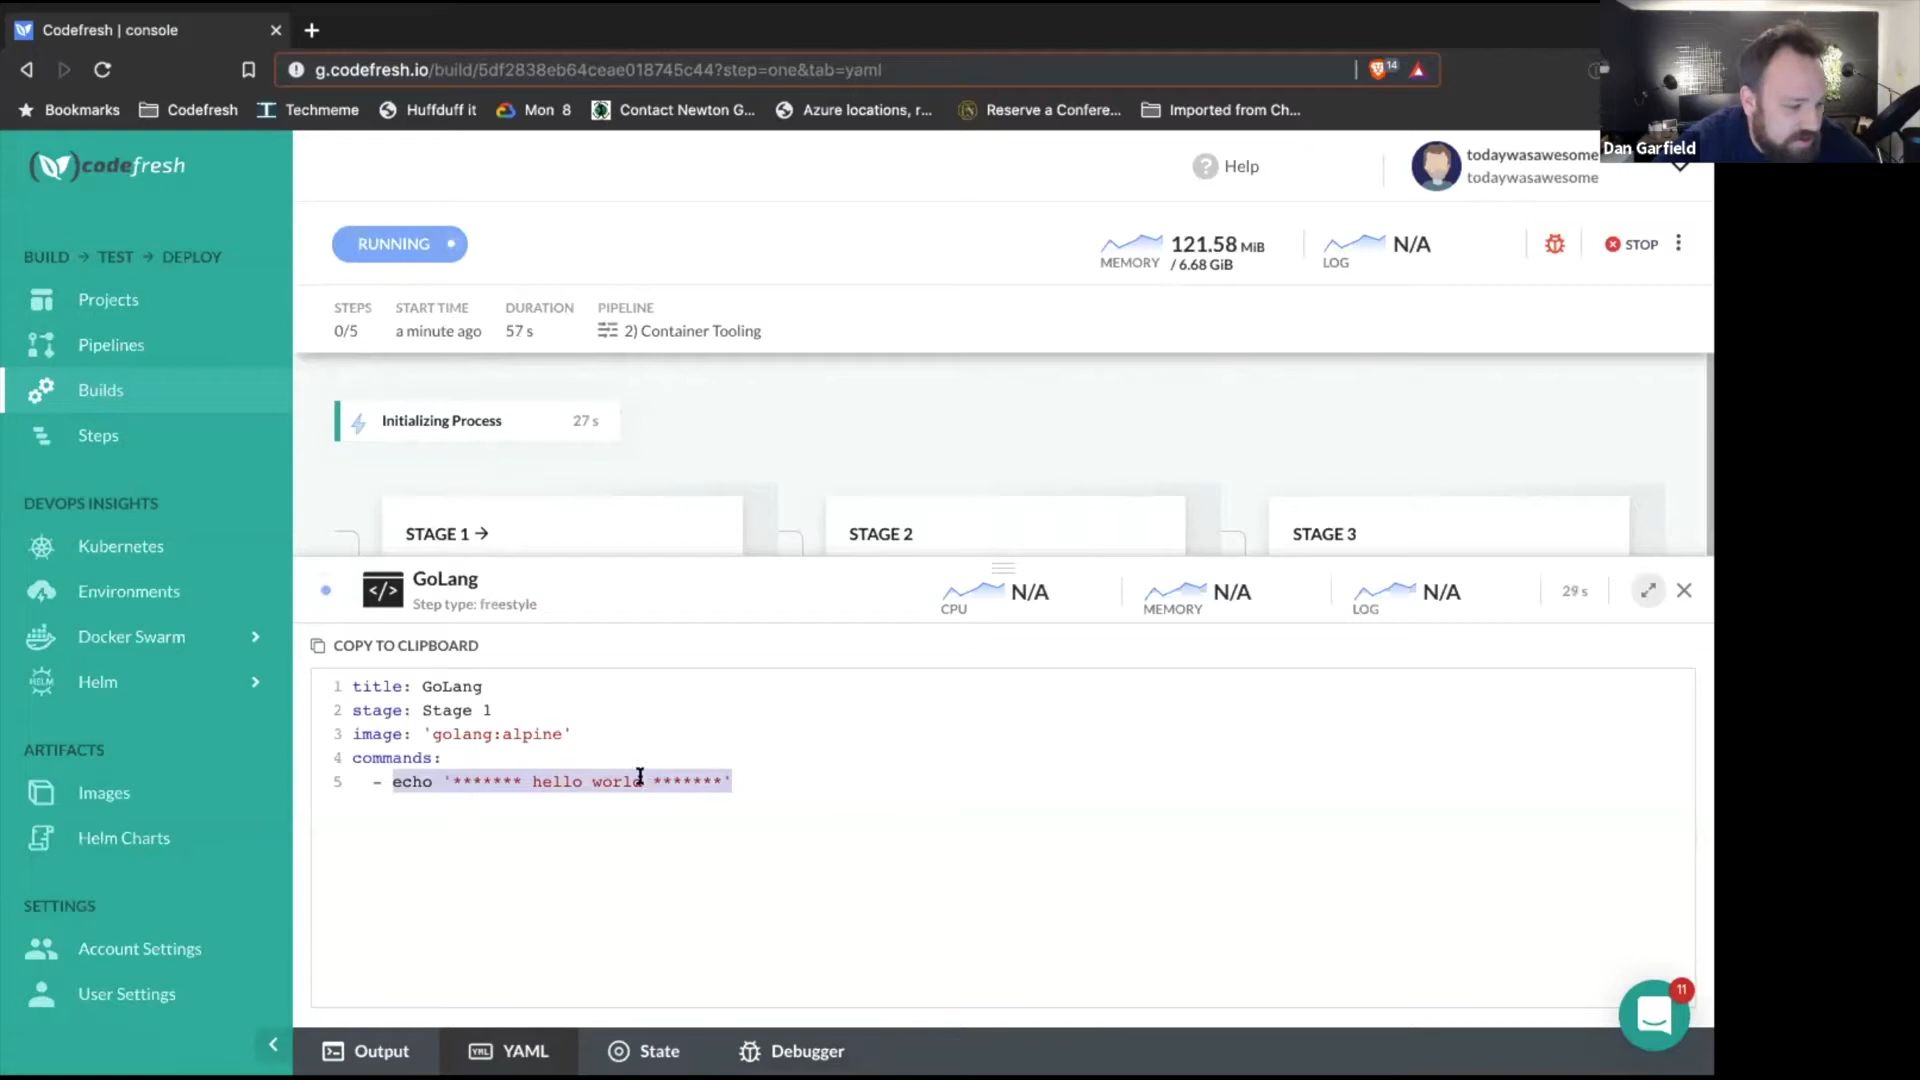 Codefresh | console
g.codefresh.io/build/5df2838eb64ceae018745c44?step=one&tab=yaml
14
Bookmarks Codefresh Techmeme Huffduff it Mon 8 Contact Newton G... Azure locations, r... Reserve a Confere... Imported from Ch...
Dan Garfield
codefresh
Help
todaywasawesome
todaywasawesome
BUILD → TEST → DEPLOY
Projects
Pipelines
Builds
Steps
DEVOPS INSIGHTS
Kubernetes
Environments
Docker Swarm
HELM
Helm
ARTIFACTS
Images
Helm Charts
SETTINGS
Account Settings
User Settings
RUNNING
121.58 MiB
MEMORY / 6.68 GiB
N/A
LOG
STOP
STEPS START TIME DURATION PIPELINE
0/5 a minute ago 57 s 2) Container Tooling
Initializing Process 27 s
STAGE 1 → STAGE 2 STAGE 3
</> GoLang
Step type: freestyle
N/A
CPU
N/A
MEMORY
N/A
LOG
29 s
COPY TO CLIPBOARD
1 title: GoLang
2 stage: Stage 1
3 image: 'golang:alpine'
4 commands:
5 - echo '******* hello world *******'
11
Output YML YAML State Debugger